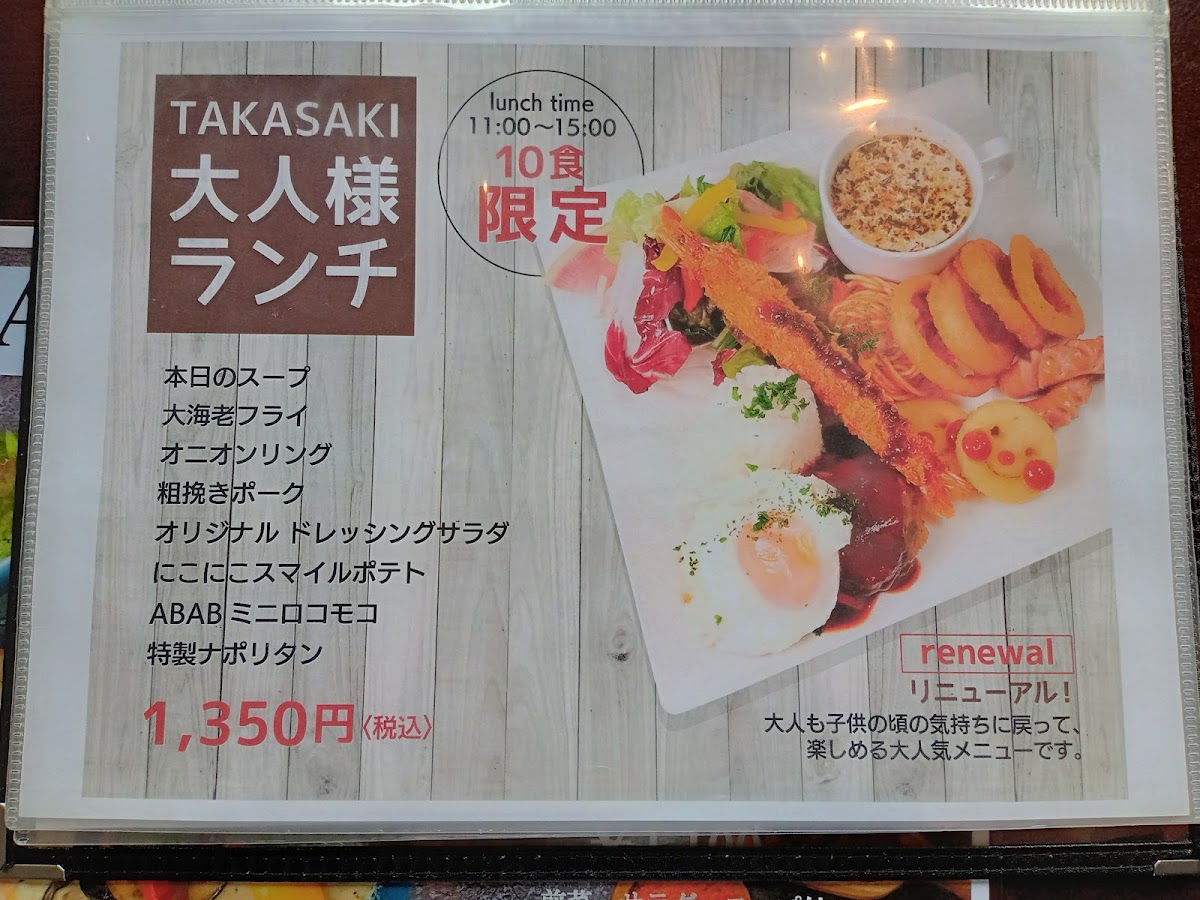 TAKASAKI
大人様
ランチ
lunch time
11:00～15:00
10食
限定
本日のスープ
大海老フライ
オニオンリング
粗挽きポーク
オリジナル ドレッシングサラダ
にこにこスマイルポテト
ABAB ミニロコモコ
特製ナポリタン
1,350円〈税込〉
renewal
リニューアル！
大人も子供の頃の気持ちに戻って、
楽しめる大人気メニューです。